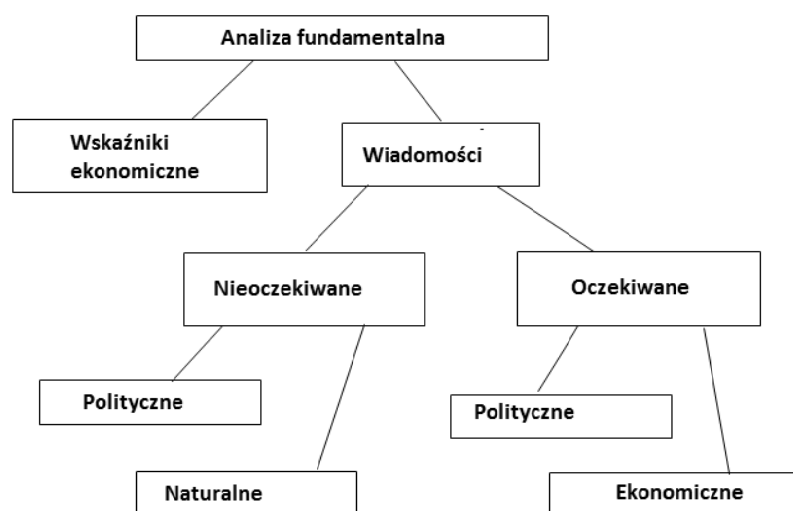 Analiza fundamentalna
Wskaźniki
ekonomiczne
Wiadomości
Nieoczekiwane
Oczekiwane
Polityczne
Polityczne
Naturalne
Ekonomiczne